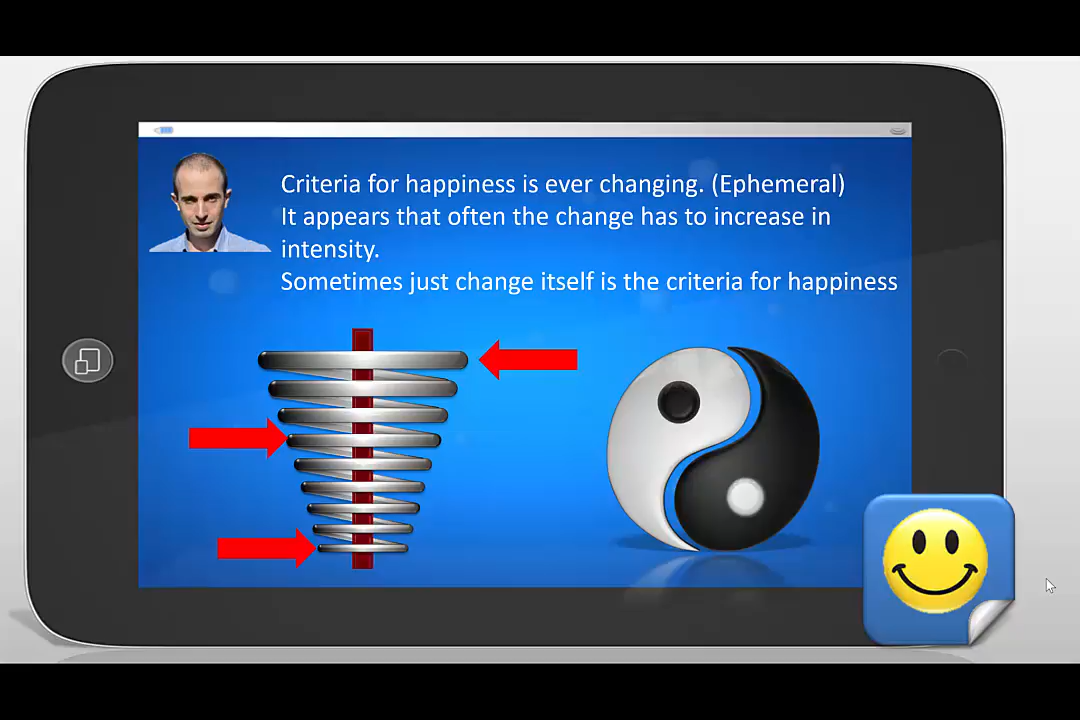 Criteria for happiness is ever changing. (Ephemeral)
It appears that often the change has to increase in
intensity.
Sometimes just change itself is the criteria for happiness